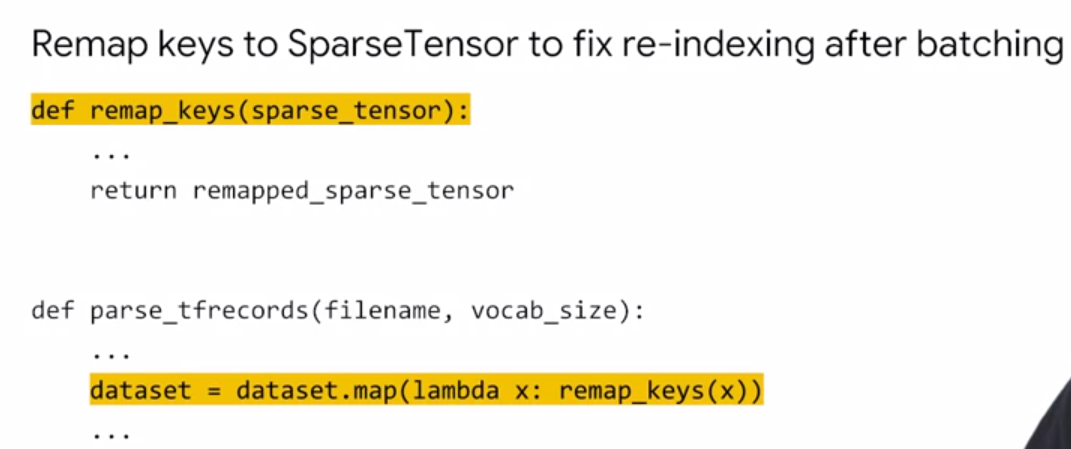 Remap keys to SparseTensor to fix re-indexing after batching
def remap_keys(sparse_tensor):
...
return remapped_sparse_tensor
def parse_tfrecords(filename, vocab_size):
...
dataset = dataset.map(lambda x: remap_keys(x))
...